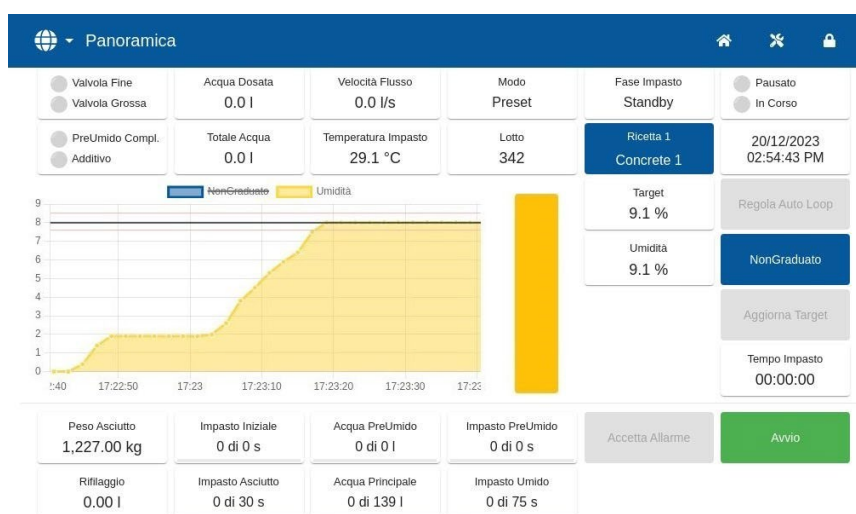 Panoramica
Valvola Fine
Valvola Grossa
Acqua Dosata
0.0 l
Velocità Flusso
0.0 l/s
Modo
Preset
Fase Impasto
Standby
Pausato
In Corso
PreUmido Compl.
Additivo
Totale Acqua
0.0 l
Temperatura Impasto
29.1 °C
Lotto
342
Ricetta 1
Concrete 1
20/12/2023
02:54:43 PM
NonGraduato
Umidità
9
8
7
6
5
4
3
2
1
0
:40
17:22:50
17:23
17:23:10
17:23:20
17:23:30
17:23
Target
9.1 %
Umidità
9.1 %
Regola Auto Loop
NonGraduato
Aggiorna Target
Tempo Impasto
00:00:00
Peso Asciutto
1,227.00 kg
Impasto Iniziale
0 di 0 s
Acqua PreUmido
0 di 0 l
Impasto PreUmido
0 di 0 s
Accetta Allarme
Avvio
Rifilaggio
0.00 l
Impasto Asciutto
0 di 30 s
Acqua Principale
0 di 139 l
Impasto Umido
0 di 75 s